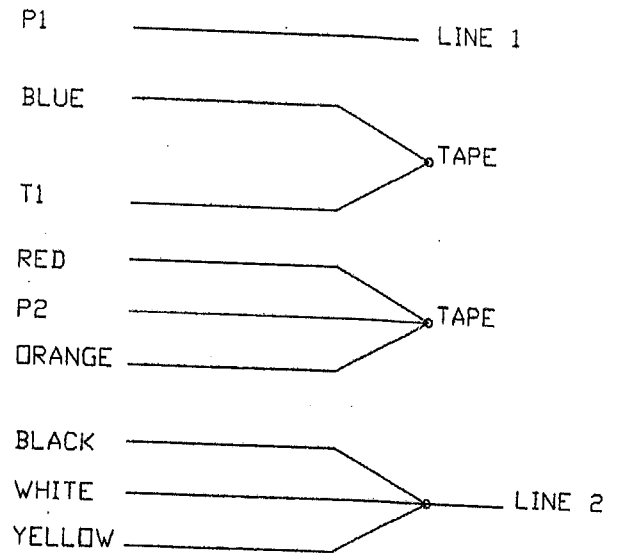 P1
LINE 1
BLUE
TAPE
T1
RED
P2
TAPE
ORANGE
BLACK
WHITE
LINE 2
YELLOW